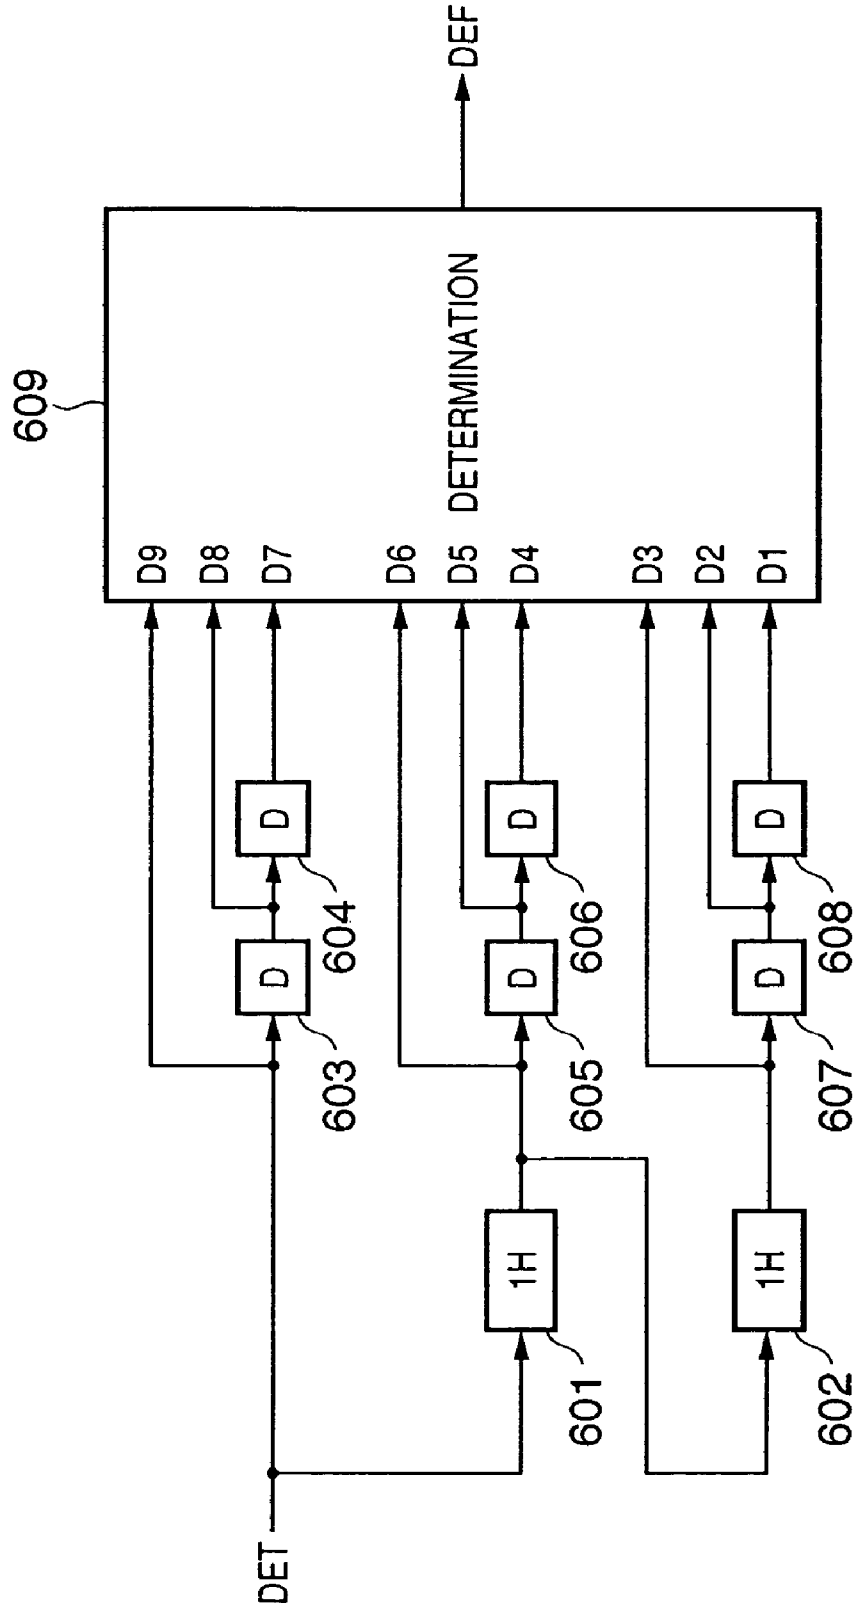 DET
601
1H
602
1H
603
D
604
D
605
D
606
D
607
D
608
D
609
D9
D8
D7
D6
D5
D4
D3
D2
D1
DETERMINATION
DEF